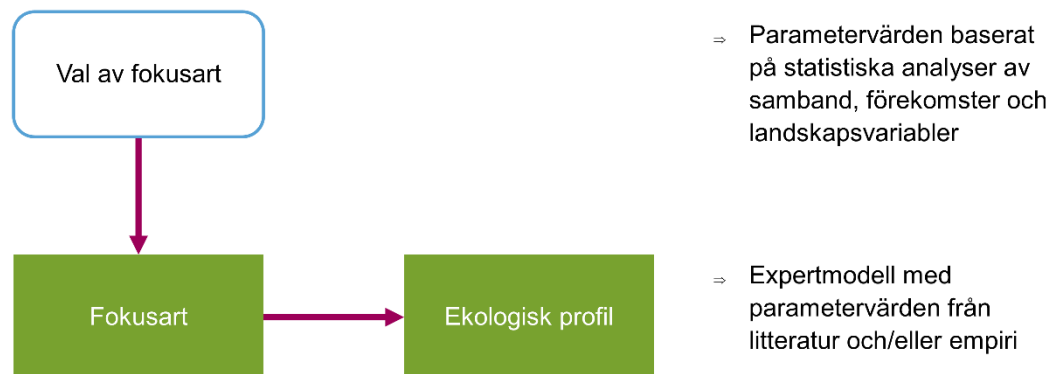 Val av fokusart
⇒ Parametervärden baserat
på statistiska analyser av
samband, förekomster och
landskapsvariabler
Fokusart
Ekologisk profil
⇒ Expertmodell med
parametervärden från
litteratur och/eller empiri